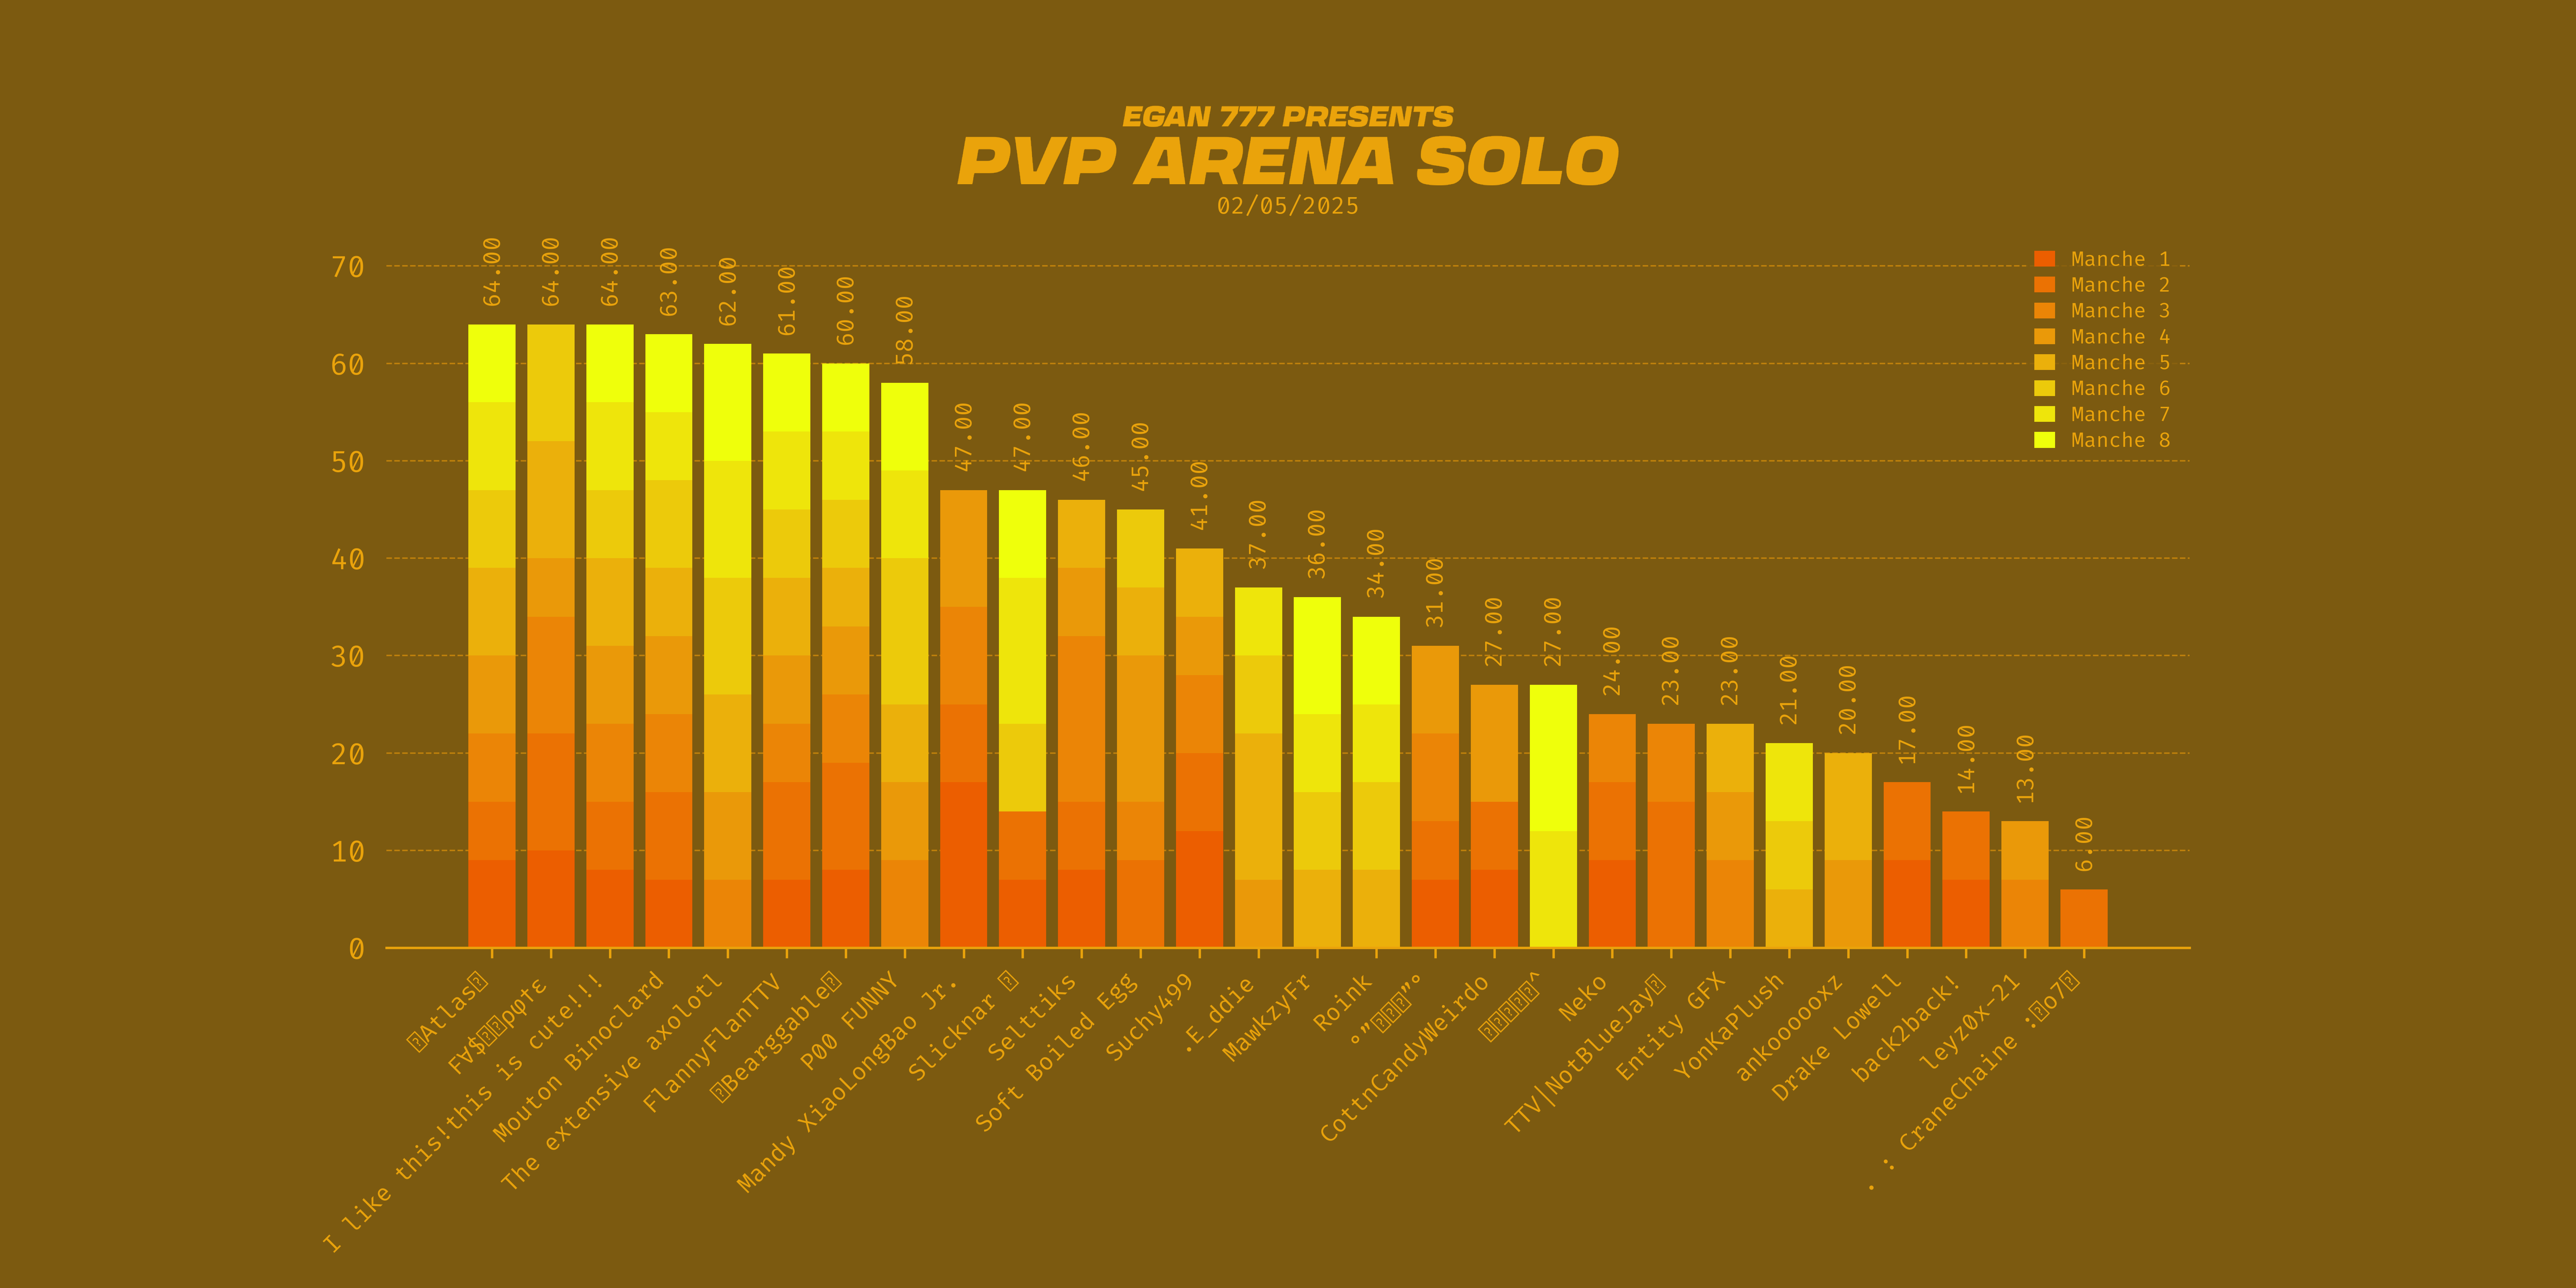 EGAN 777 PRESENTS
PVP ARENA SOLO
02/05/2025
70
60
50
40
30
20
10
0
64.00
64.00
64.00
63.00
62.00
61.00
60.00
58.00
47.00
47.00
46.00
45.00
41.00
37.00
36.00
34.00
31.00
27.00
27.00
24.00
23.00
23.00
21.00
20.00
17.00
14.00
13.00
6.00
Manche 1
Manche 2
Manche 3
Manche 4
Manche 5
Manche 6
Manche 7
Manche 8
Atlas
I like this!this is cute!!!
Mouton Binoclard
The extensive axolotl
FlannyFlanTTV
Bearggable
P00 FUNNY
Mandy XiaoLongBao Jr.
Slicknar
Selttiks
Soft Boiled Egg
Suchy499
.E_ddie
MawkzyFr
Roink
CottnCandyWeirdo
Neko
TTV|NotBlueJay
Entity GFX
YonKaPlush
ankoooooxz
Drake Lowell
back2back!
leyz0x-21
. : CraneChaine :o7